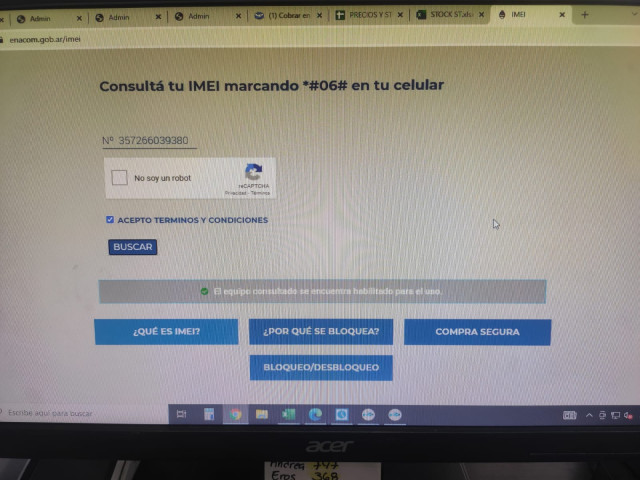 Admin
Admin
Admin
(1) Cobrar en
PRECIOS Y ST
STOCK ST.xlsx
IMEI
enacom.gob.ar/imei
Consultá tu IMEI marcando *#06# en tu celular
Nº 357266039380
No soy un robot
reCAPTCHA
Privacidad - Términos
ACEPTO TERMINOS Y CONDICIONES
BUSCAR
El equipo consultado se encuentra habilitado para el uso.
¿QUÉ ES IMEI?
¿POR QUÉ SE BLOQUEA?
COMPRA SEGURA
BLOQUEO/DESBLOQUEO
Escribe aquí para buscar
acer
Andrea 747
Eros 368